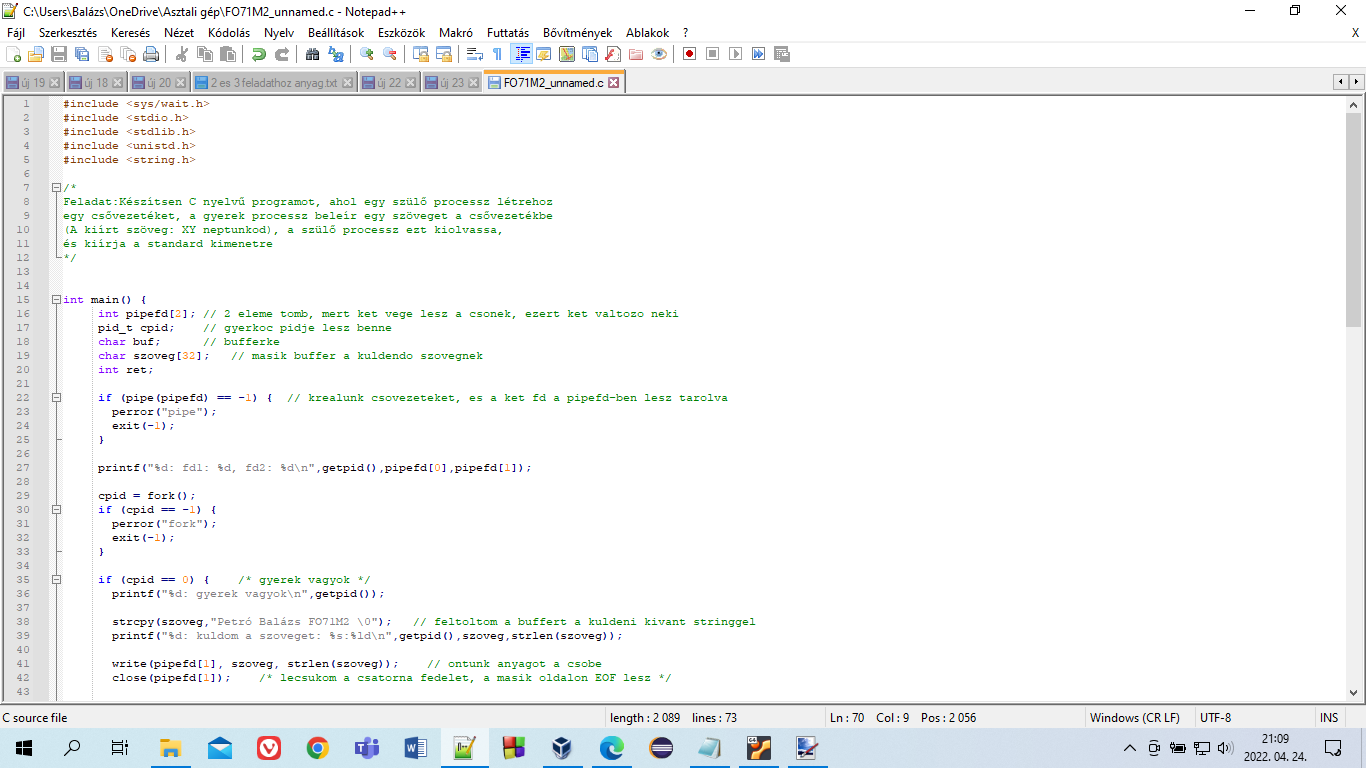 C:\Users\Balázs\OneDrive\Asztali gép\FO71M2_unnamed.c - Notepad++
Fájl Szerkesztés Keresés Nézet Kódolás Nyelv Beállítások Eszközök Makró Futtatás Bővítmények Ablakok ? X
új 19 új 18 új 20 2 es 3 feladathoz anyag.txt új 22 új 23 FO71M2_unnamed.c
1 #include <sys/wait.h>
2 #include <stdio.h>
3 #include <stdlib.h>
4 #include <unistd.h>
5 #include <string.h>
6
7 /*
8 Feladat:Készítsen C nyelvű programot, ahol egy szülő processz létrehoz
9 egy csővezetéket, a gyerek processz beleír egy szöveget a csővezetékbe
10 (A kiírt szöveg: XY neptunkod), a szülő processz ezt kiolvassa,
11 és kiírja a standard kimenetre
12 */
13
14
15 int main() {
16 int pipefd[2]; // 2 eleme tomb, mert ket vege lesz a csonek, ezert ket valtozo neki
17 pid_t cpid; // gyerkoc pidje lesz benne
18 char buf; // bufferke
19 char szoveg[32]; // masik buffer a kuldendo szovegnek
20 int ret;
21
22 if (pipe(pipefd) == -1) { // krealunk csovezeteket, es a ket fd a pipefd-ben lesz tarolva
23 perror("pipe");
24 exit(-1);
25 }
26
27 printf("%d: fd1: %d, fd2: %d\n",getpid(),pipefd[0],pipefd[1]);
28
29 cpid = fork();
30 if (cpid == -1) {
31 perror("fork");
32 exit(-1);
33 }
34
35 if (cpid == 0) { /* gyerek vagyok */
36 printf("%d: gyerek vagyok\n",getpid());
37
38 strcpy(szoveg,"Petró Balázs FO71M2 \0"); // feltoltom a buffert a kuldeni kivant stringgel
39 printf("%d: kuldom a szoveget: %s:%ld\n",getpid(),szoveg,strlen(szoveg));
40
41 write(pipefd[1], szoveg, strlen(szoveg)); // ontunk anyagot a csobe
42 close(pipefd[1]); /* lecsukom a csatorna fedelet, a masik oldalon EOF lesz */
43
C source file length : 2 089 lines : 73 Ln : 70 Col : 9 Pos : 2 056 Windows (CR LF) UTF-8 INS
21:09
2022. 04. 24.